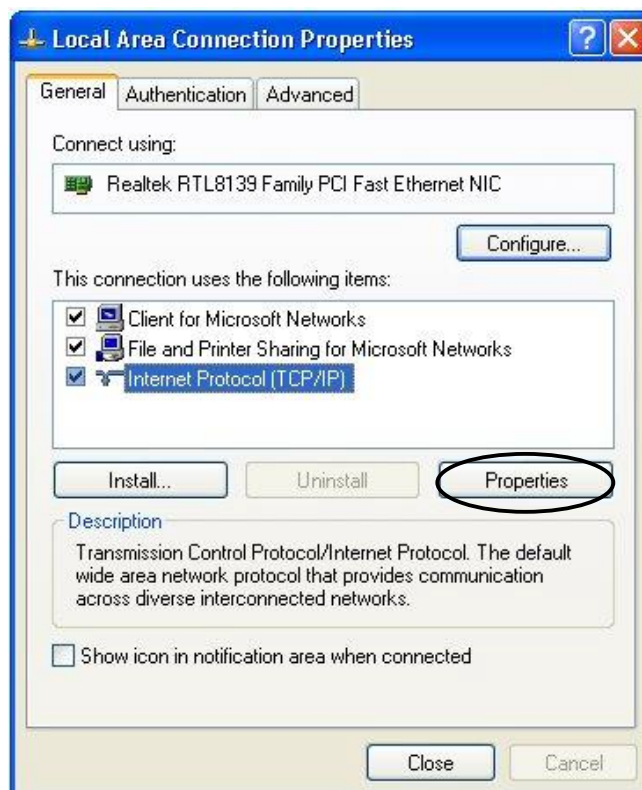 Local Area Connection Properties
?
X
General
Authentication
Advanced
Connect using:
Realtek RTL8139 Family PCI Fast Ethernet NIC
Configure...
This connection uses the following items:
Client for Microsoft Networks
File and Printer Sharing for Microsoft Networks
Internet Protocol (TCP/IP)
Install...
Uninstall
Properties
Description
Transmission Control Protocol/Internet Protocol. The default
wide area network protocol that provides communication
across diverse interconnected networks.
Show icon in notification area when connected
Close
Cancel